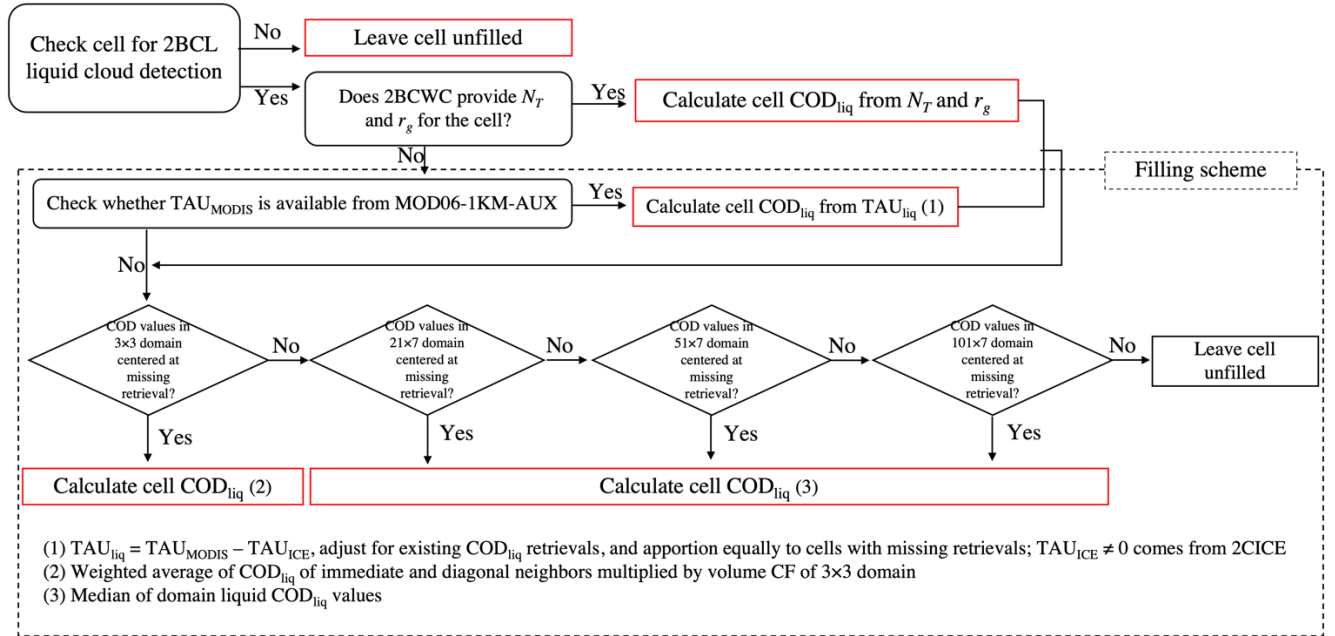 Check cell for 2BCL
liquid cloud detection
No
Leave cell unfilled
Yes
Does 2BCWC provide N_T
and r_g for the cell?
Yes
Calculate cell COD_liq from N_T and r_g
No
Filling scheme
Check whether TAU_MODIS is available from MOD06-1KM-AUX
Yes
Calculate cell COD_liq from TAU_liq (1)
No
COD values in
3×3 domain
centered at
missing
retrieval?
No
COD values in
21×7 domain
centered at
missing
retrieval?
No
COD values in
51×7 domain
centered at
missing
retrieval?
No
COD values in
101×7 domain
centered at
missing
retrieval?
No
Leave cell
unfilled
Yes
Yes
Yes
Yes
Calculate cell COD_liq (2)
Calculate cell COD_liq (3)
(1) TAU_liq = TAU_MODIS − TAU_ICE, adjust for existing COD_liq retrievals, and apportion equally to cells with missing retrievals; TAU_ICE ≠ 0 comes from 2CICE
(2) Weighted average of COD_liq of immediate and diagonal neighbors multiplied by volume CF of 3×3 domain
(3) Median of domain liquid COD_liq values